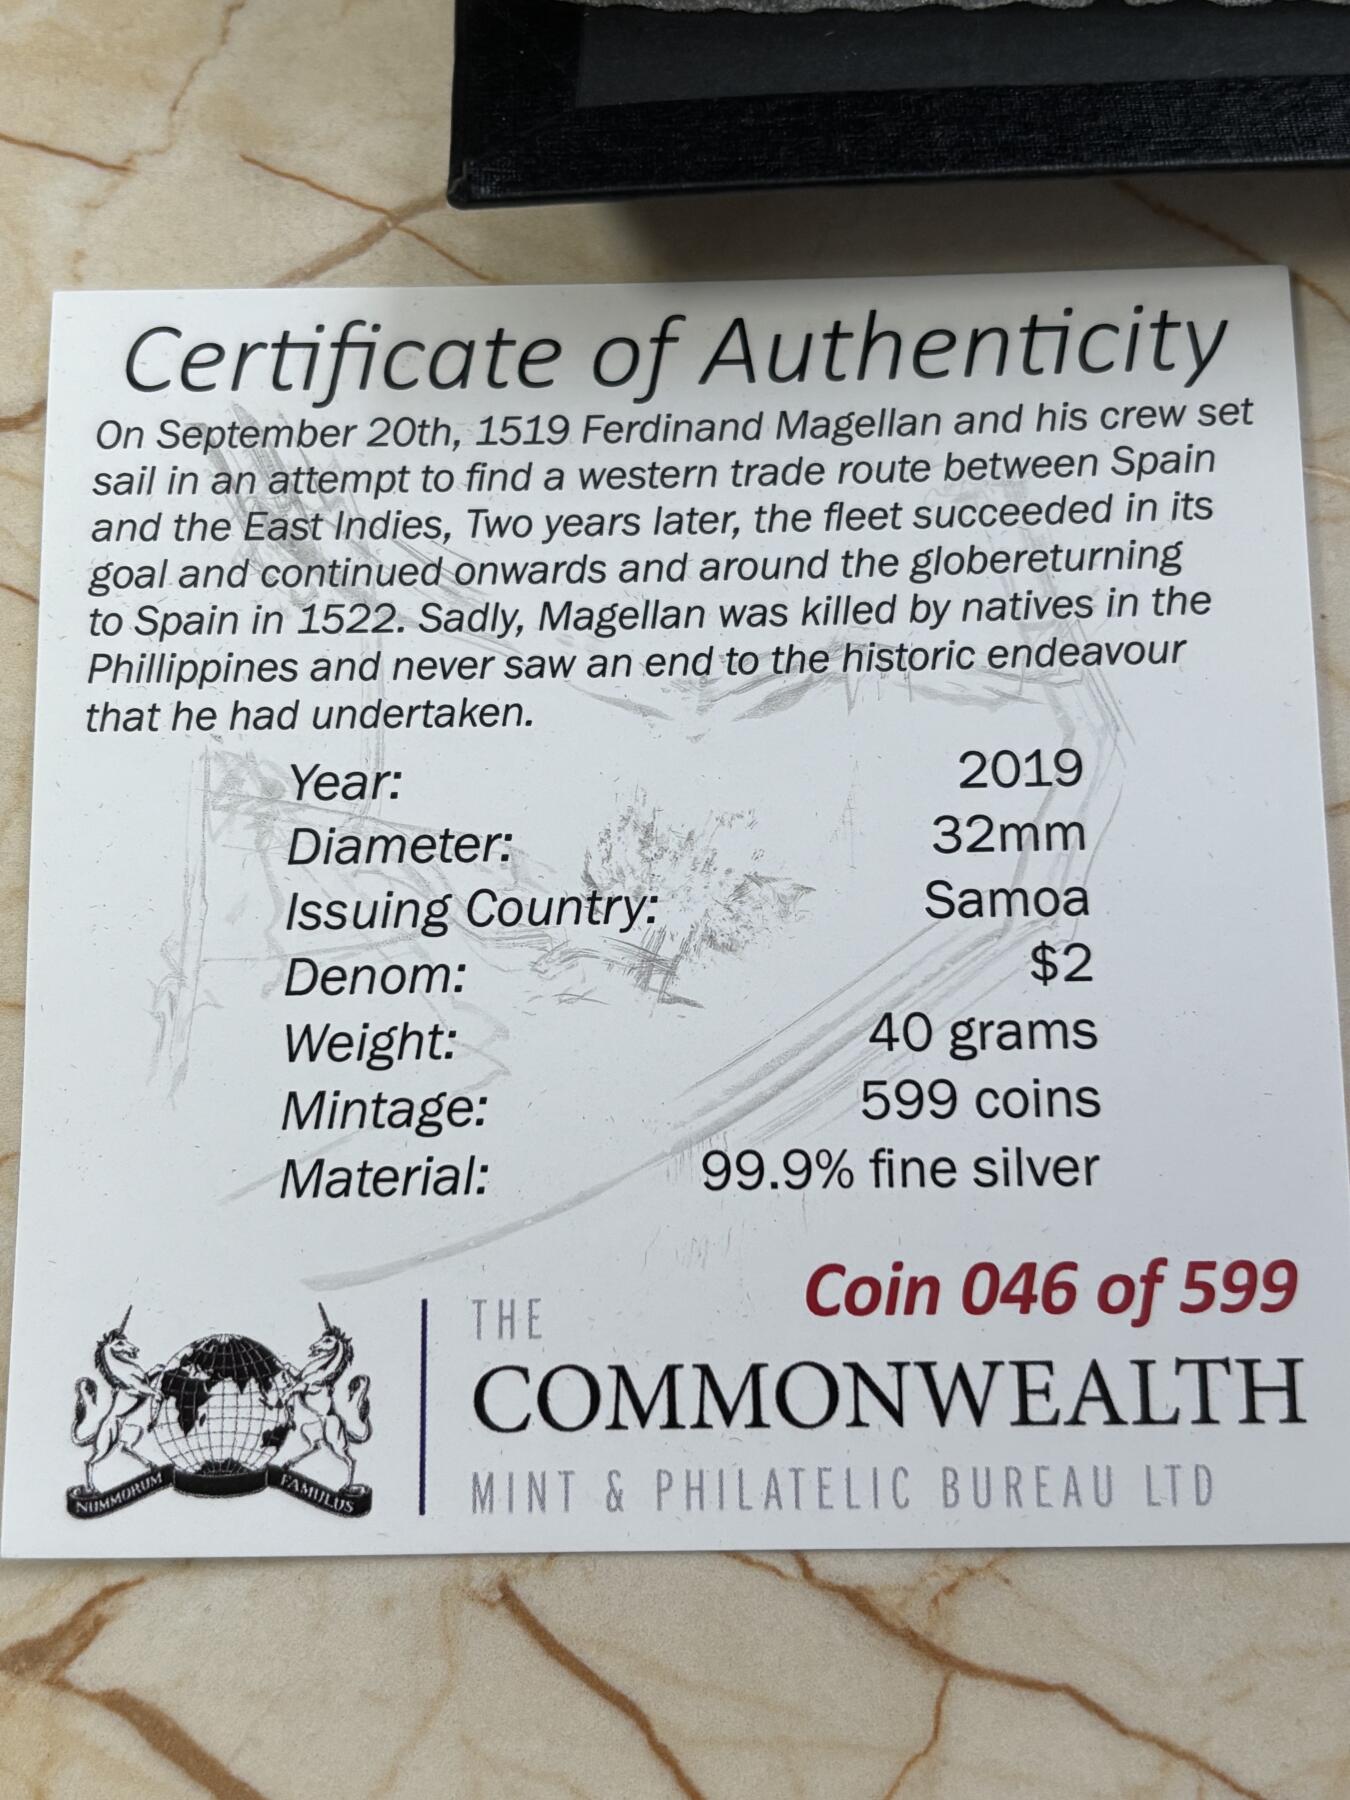 Certificate of Authenticity
On September 20th, 1519 Ferdinand Magellan and his crew set
sail in an attempt to find a western trade route between Spain
and the East Indies, Two years later, the fleet succeeded in its
goal and continued onwards and around the globereturning
to Spain in 1522. Sadly, Magellan was killed by natives in the
Phillippines and never saw an end to the historic endeavour
that he had undertaken.
Year: 2019
Diameter: 32mm
Issuing Country: Samoa
Denom: $2
Weight: 40 grams
Mintage: 599 coins
Material: 99.9% fine silver
Coin 046 of 599
THE
COMMONWEALTH
MINT & PHILATELIC BUREAU LTD
NUMMORUM FAMULUS